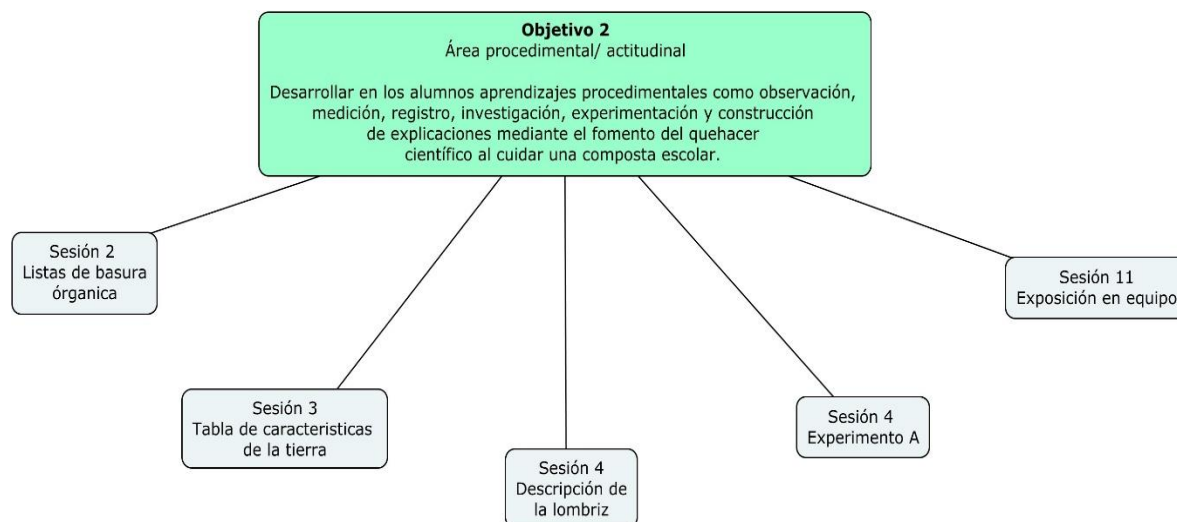 Objetivo 2
Área procedimental/ actitudinal
Desarrollar en los alumnos aprendizajes procedimentales como observación,
medición, registro, investigación, experimentación y construcción
de explicaciones mediante el fomento del quehacer
científico al cuidar una composta escolar.
Sesión 2
Listas de basura
órganica
Sesión 3
Tabla de caracteristicas
de la tierra
Sesión 4
Descripción de
la lombriz
Sesión 4
Experimento A
Sesión 11
Exposición en equipo